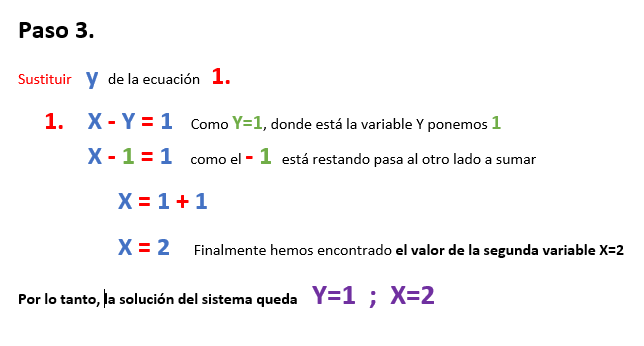 Paso 3.
Sustituir y de la ecuación 1.
1. X - Y = 1 Como Y=1, donde está la variable Y ponemos 1
X - 1 = 1 como el - 1 está restando pasa al otro lado a sumar
X = 1 + 1
X = 2 Finalmente hemos encontrado el valor de la segunda variable X=2
Por lo tanto, la solución del sistema queda Y=1 ; X=2